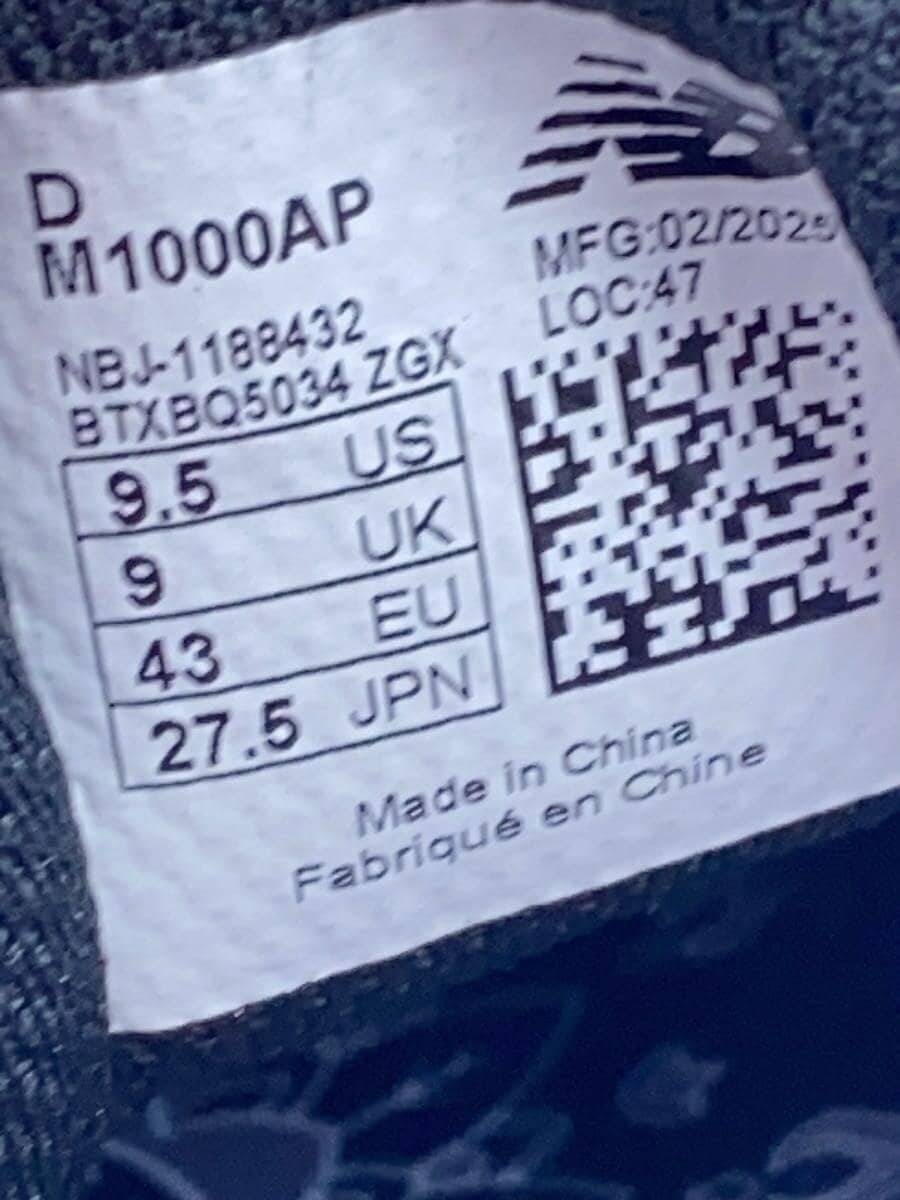 D
M1000AP
NBJ-1188432
BTXBQ5034 ZGX
9.5 US
9 UK
43 EU
27.5 JPN
MFG:02/2025
LOC:47
Made in China
Fabriqué en Chine